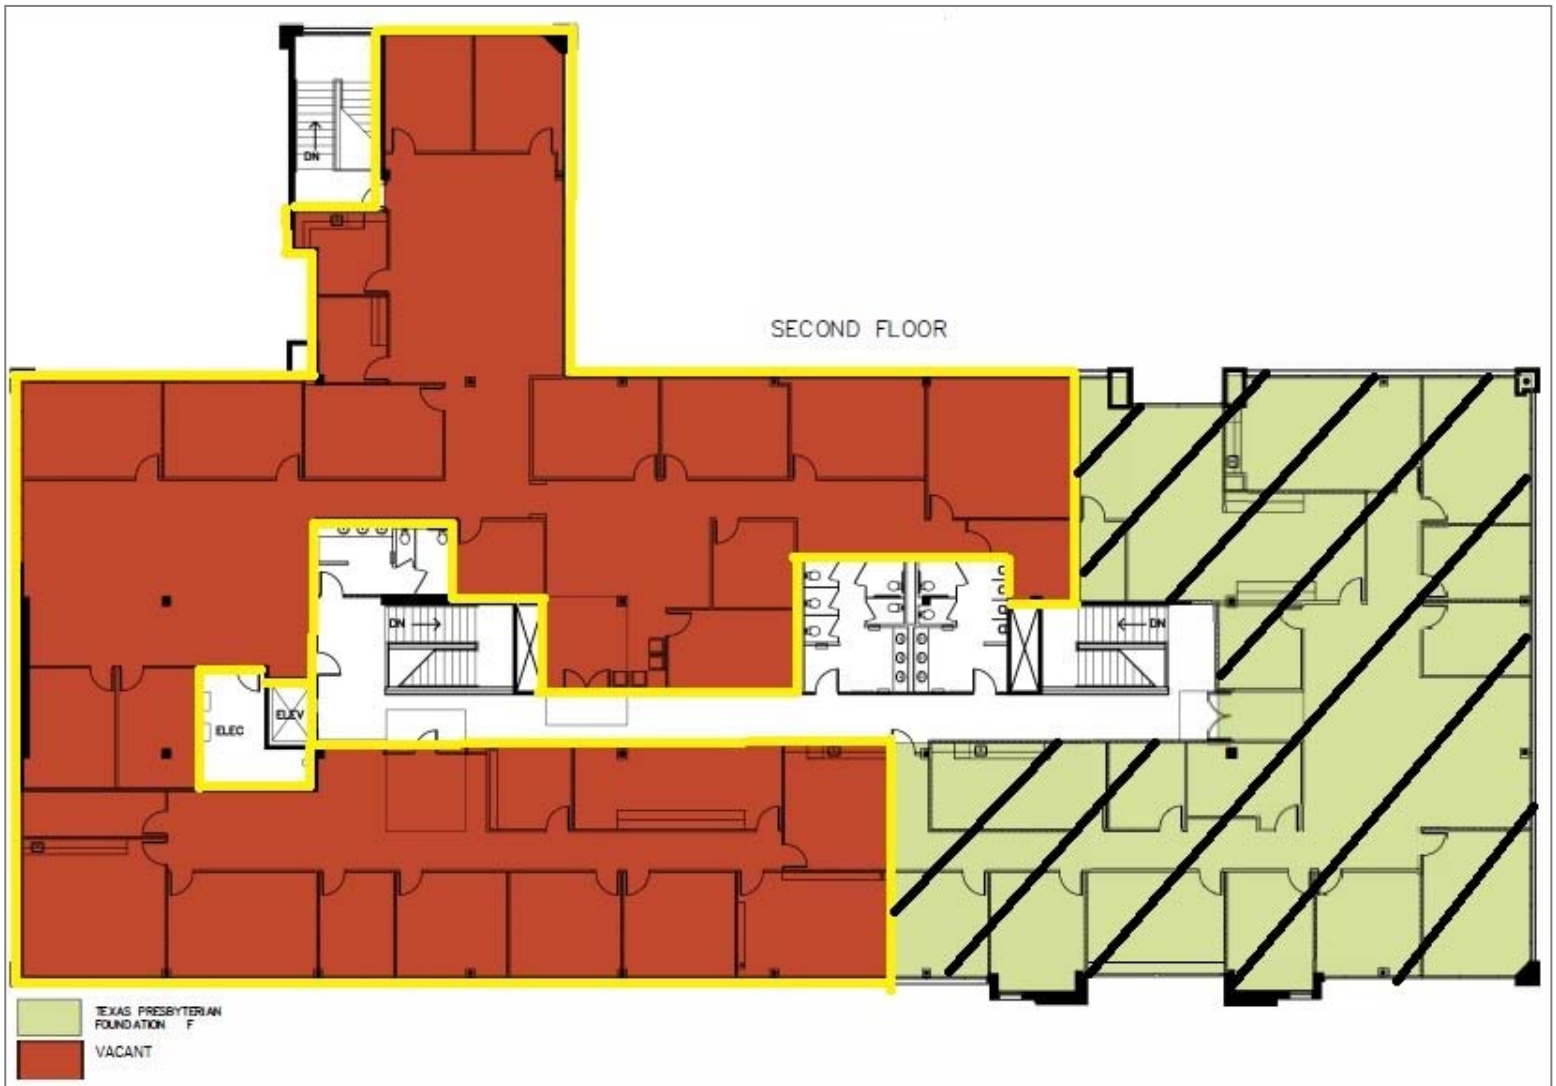 DN
SECOND FLOOR
DN
DN
ELEC
ELEV
TEXAS PRESBYTERIAN
FOUNDATION F
VACANT